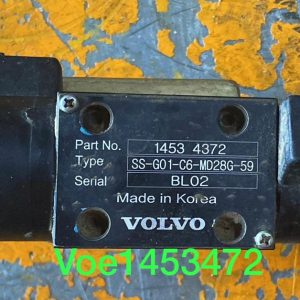 Part No. 1453 4372
Type SS-G01-C6-MD28G-59
Serial BL02
Made in Korea
VOLVO
Voe1453472